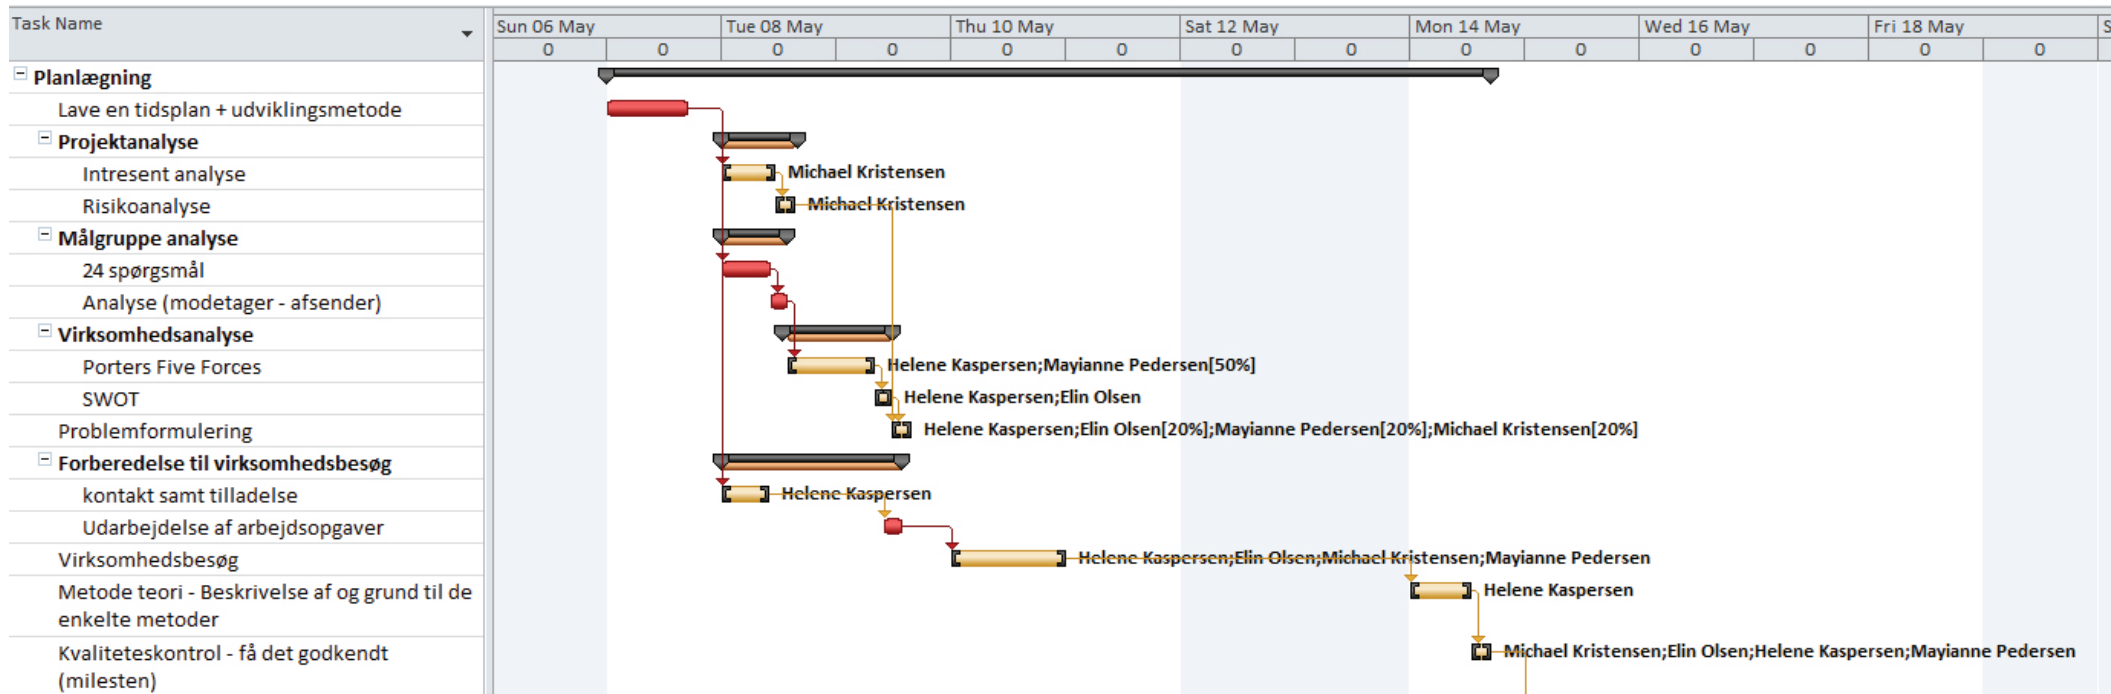 Task Name
Sun 06 May Tue 08 May Thu 10 May Sat 12 May Mon 14 May Wed 16 May Fri 18 May S
0 0 0 0 0 0 0 0 0 0 0 0 0 0
Planlægning
Lave en tidsplan + udviklingsmetode
Projektanalyse
Intresent analyse Michael Kristensen
Risikoanalyse Michael Kristensen
Målgruppe analyse
24 spørgsmål
Analyse (modetager - afsender)
Virksomhedsanalyse
Porters Five Forces Helene Kaspersen;Mayianne Pedersen[50%]
SWOT Helene Kaspersen;Elin Olsen
Problemformulering Helene Kaspersen;Elin Olsen[20%];Mayianne Pedersen[20%];Michael Kristensen[20%]
Forberedelse til virksomhedsbesøg
kontakt samt tilladelse Helene Kaspersen
Udarbejdelse af arbejdsopgaver
Virksomhedsbesøg Helene Kaspersen;Elin Olsen;Michael Kristensen;Mayianne Pedersen
Metode teori - Beskrivelse af og grund til de Helene Kaspersen
enkelte metoder
Kvaliteteskontrol - få det godkendt Michael Kristensen;Elin Olsen;Helene Kaspersen;Mayianne Pedersen
(milesten)